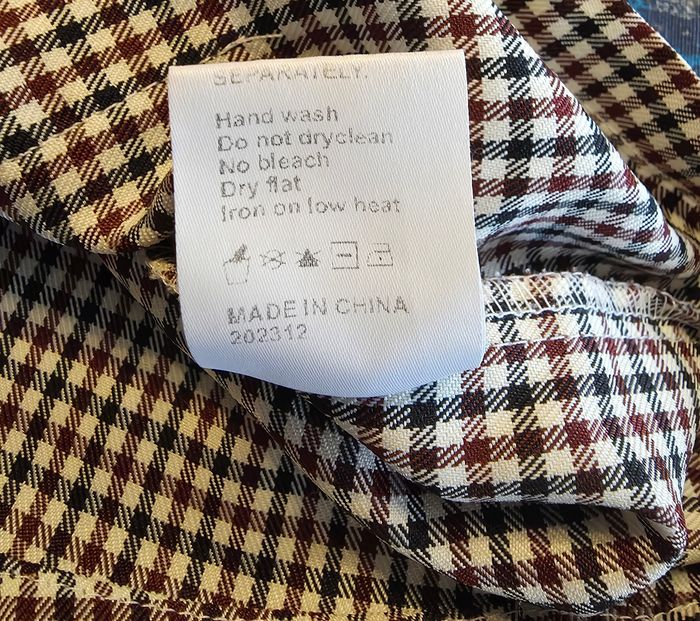 SEPARATELY.
Hand wash
Do not dryclean
No bleach
Dry flat
Iron on low heat
MADE IN CHINA
202312